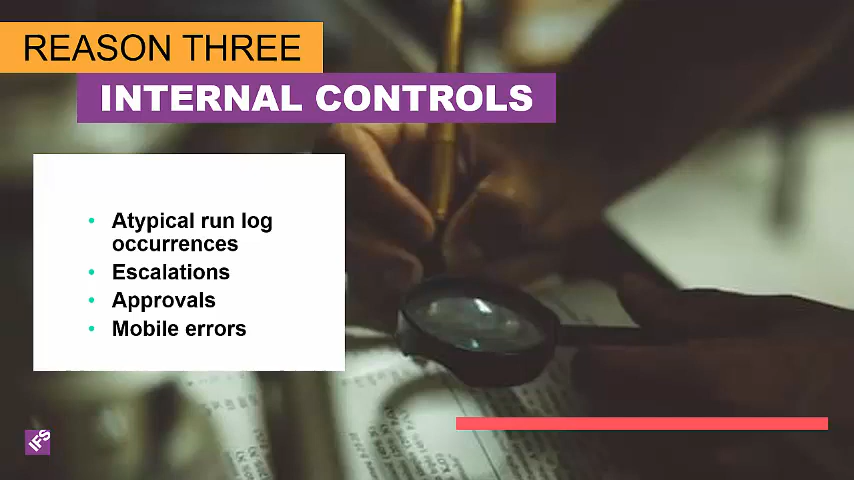 REASON THREE
INTERNAL CONTROLS
• Atypical run log
occurrences
• Escalations
• Approvals
• Mobile errors
IFS